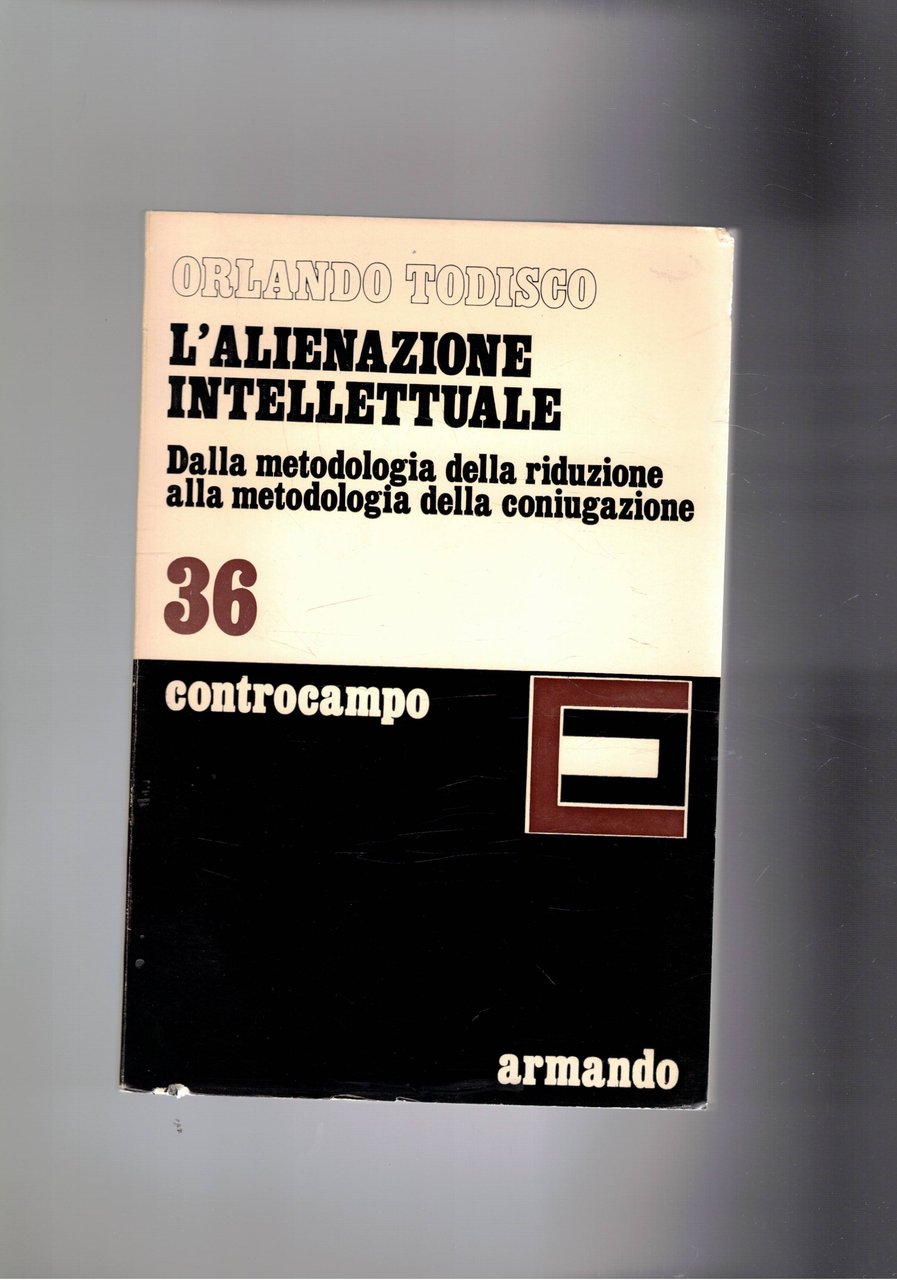 ORLANDO TODISCO
L'ALIENAZIONE
INTELLETTUALE
Dalla metodologia della riduzione
alla metodologia della coniugazione
36
controcampo
armando